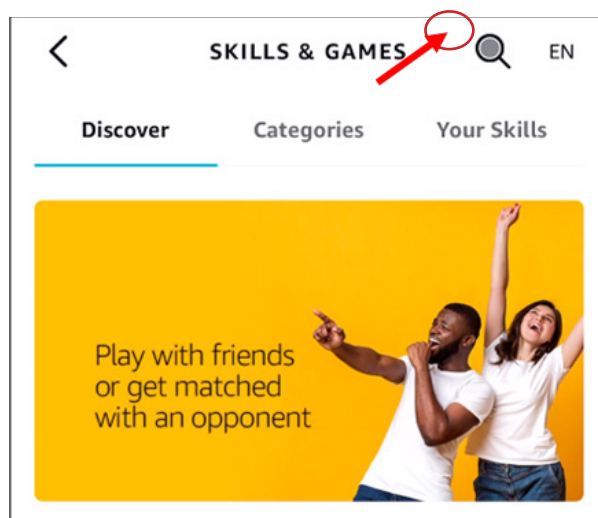 SKILLS & GAMES EN
Discover Categories Your Skills
Play with friends
or get matched
with an opponent